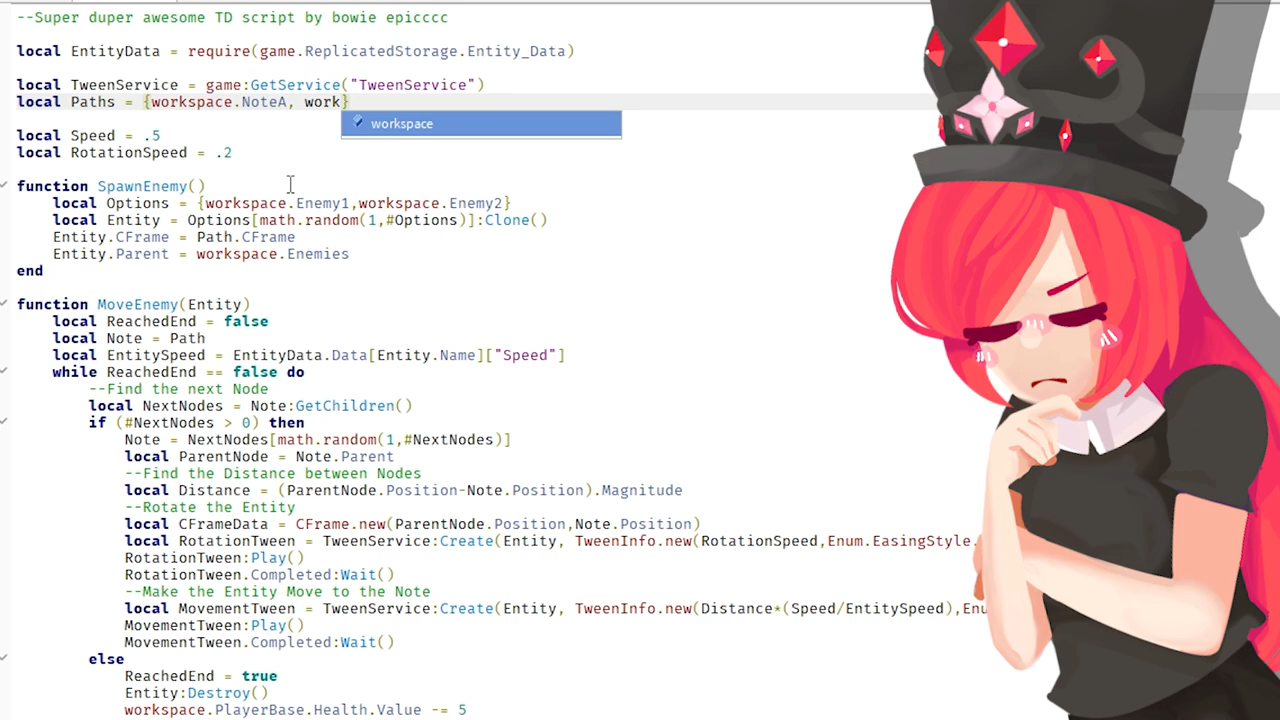 --Super duper awesome TD script by bowie epicccc
local EntityData = require(game.ReplicatedStorage.Entity_Data)
local TweenService = game:GetService("TweenService")
local Paths = {workspace.NoteA, work}
workspace
local Speed = .5
local RotationSpeed = .2
function SpawnEnemy()
local Options = {workspace.Enemy1,workspace.Enemy2}
local Entity = Options[math.random(1,#Options)]:Clone()
Entity.CFrame = Path.CFrame
Entity.Parent = workspace.Enemies
end
function MoveEnemy(Entity)
local ReachedEnd = false
local Note = Path
local EntitySpeed = EntityData.Data[Entity.Name]["Speed"]
while ReachedEnd == false do
--Find the next Node
local NextNodes = Note:GetChildren()
if (#NextNodes > 0) then
Note = NextNodes[math.random(1,#NextNodes)]
local ParentNode = Note.Parent
--Find the Distance between Nodes
local Distance = (ParentNode.Position-Note.Position).Magnitude
--Rotate the Entity
local CFrameData = CFrame.new(ParentNode.Position,Note.Position)
local RotationTween = TweenService:Create(Entity, TweenInfo.new(RotationSpeed,Enum.EasingStyle.
RotationTween:Play()
RotationTween.Completed:Wait()
--Make the Entity Move to the Note
local MovementTween = TweenService:Create(Entity, TweenInfo.new(Distance*(Speed/EntitySpeed),Enu
MovementTween:Play()
MovementTween.Completed:Wait()
else
ReachedEnd = true
Entity:Destroy()
workspace.PlayerBase.Health.Value -= 5